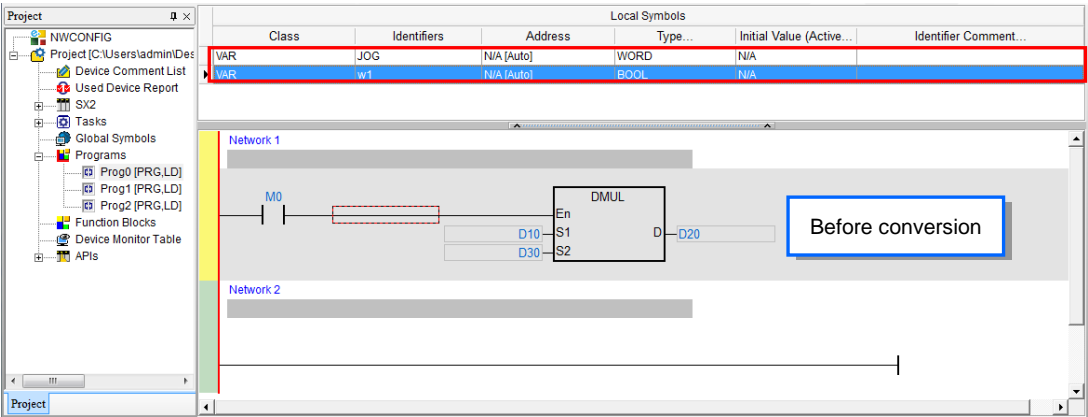 Project
NWCONFIG
Project [C:\Users\admin\Des
Device Comment List
Used Device Report
SX2
Tasks
Global Symbols
Programs
Prog0 [PRG,LD]
Prog1 [PRG,LD]
Prog2 [PRG,LD]
Function Blocks
Device Monitor Table
APIs
Project
Local Symbols
Class Identifiers Address Type... Initial Value (Active... Identifier Comment...
VAR JOG N/A [Auto] WORD N/A
VAR w1 N/A [Auto] BOOL N/A
Network 1
M0
DMUL
En
D10 S1 D D20
D30 S2
Before conversion
Network 2